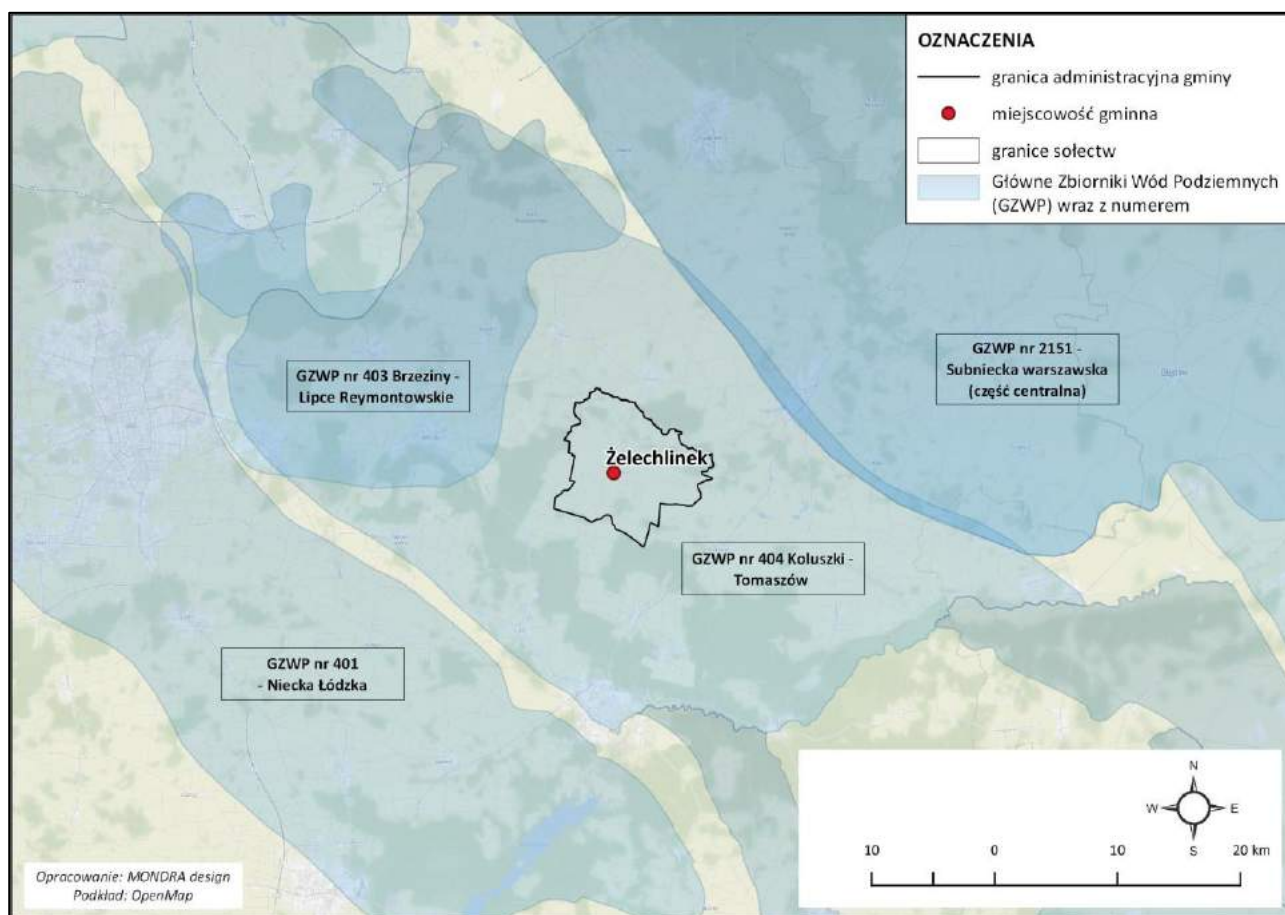 OZNACZENIA
granica administracyjna gminy
miejscowość gminna
granice sołectw
Główne Zbiorniki Wód Podziemnych
(GZWP) wraz z numerem
GZWP nr 2151 -
Subniecka warszawska
(część centralna)
GZWP nr 403 Brzeziny -
Lipce Reymontowskie
Żelechlinek
GZWP nr 404 Koluszki -
Tomaszów
GZWP nr 401
- Niecka Łódzka
N
W E
S
10 0 10 20 km
Opracowanie: MONDRA design
Podkład: OpenMap